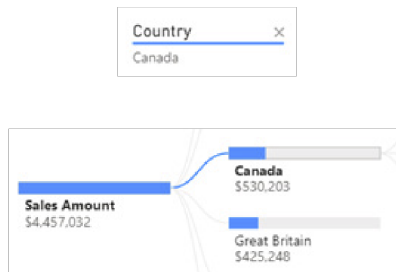 Country ×
Canada
Canada
$530,203
Sales Amount
$4,457,032
Great Britain
$425,248